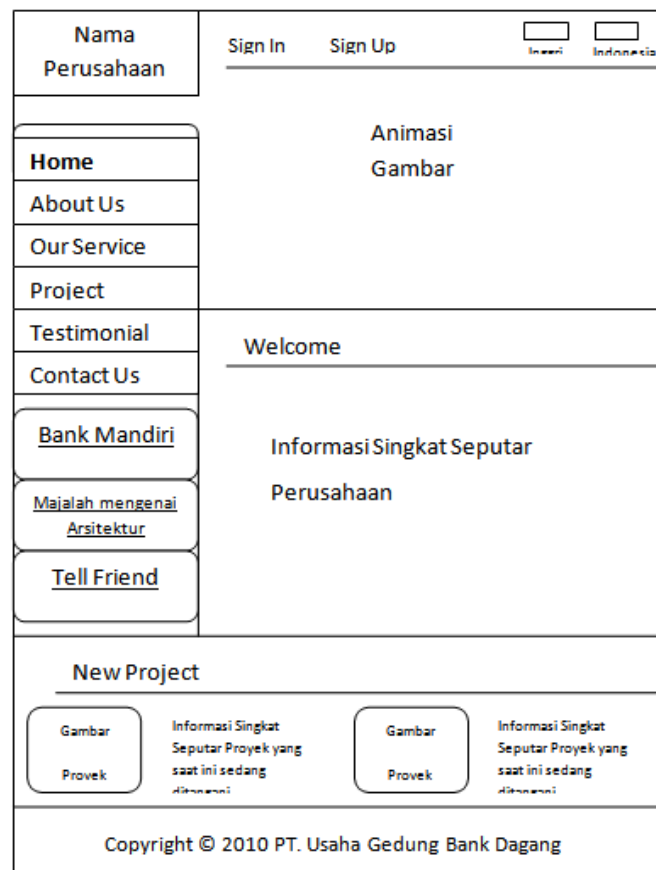 Nama
Perusahaan
Sign In Sign Up
Indonesia
Animasi
Gambar
Home
About Us
Our Service
Project
Testimonial
Contact Us
Bank Mandiri
Majalah mengenai
Arsitektur
Tell Friend
Welcome
Informasi Singkat Seputar
Perusahaan
New Project
Gambar
Proyek
Informasi Singkat
Seputar Proyek yang
saat ini sedang
ditangani
Gambar
Proyek
Informasi Singkat
Seputar Proyek yang
saat ini sedang
ditangani
Copyright © 2010 PT. Usaha Gedung Bank Dagang